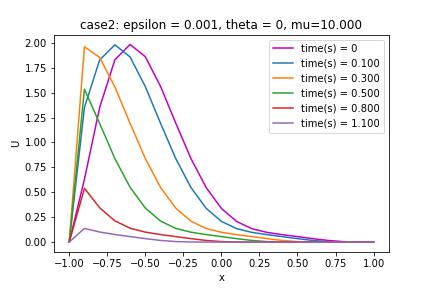 case2: epsilon = 0.001, theta = 0, mu=10.000
2.00
1.75
1.50
1.25
1.00
0.75
0.50
0.25
0.00
U
time(s) = 0
time(s) = 0.100
time(s) = 0.300
time(s) = 0.500
time(s) = 0.800
time(s) = 1.100
−1.00 −0.75 −0.50 −0.25 0.00 0.25 0.50 0.75 1.00
x